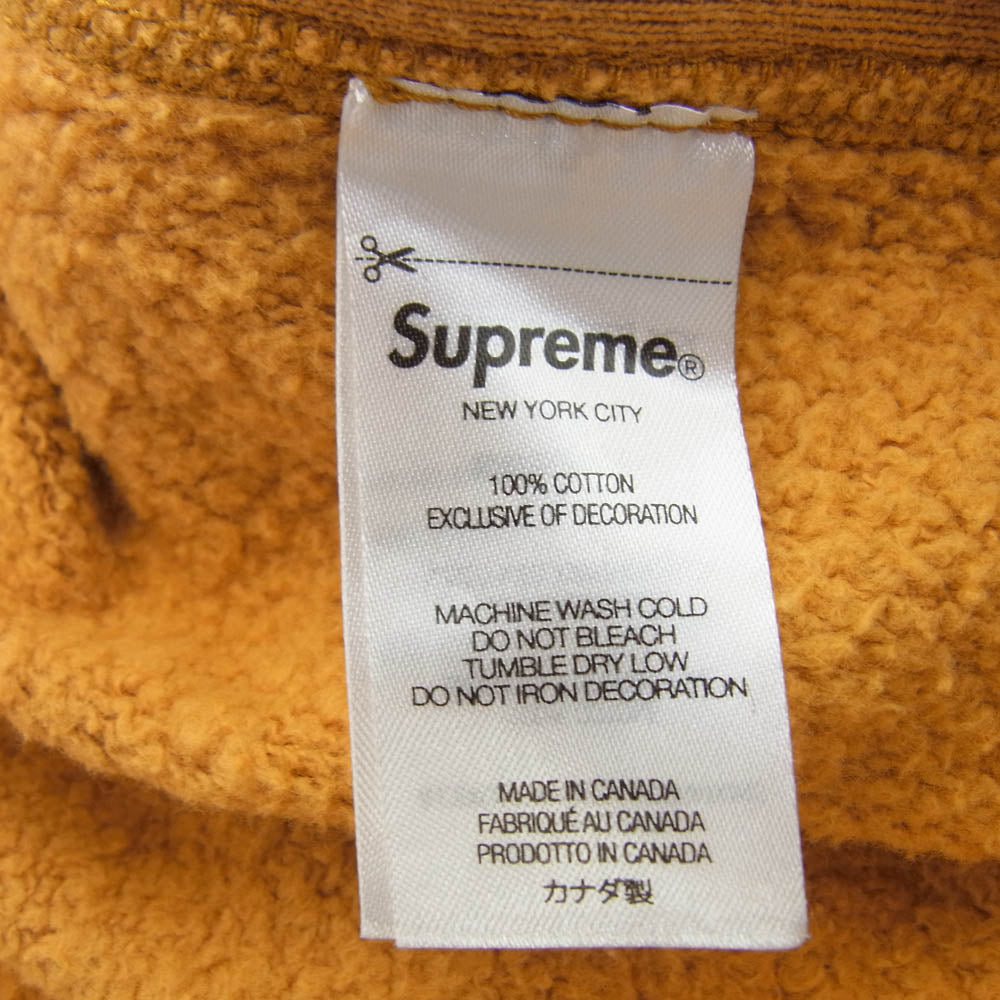 Supreme®
NEW YORK CITY
100% COTTON
EXCLUSIVE OF DECORATION
MACHINE WASH COLD
DO NOT BLEACH
TUMBLE DRY LOW
DO NOT IRON DECORATION
MADE IN CANADA
FABRIQUÉ AU CANADA
PRODOTTO IN CANADA
カナダ製